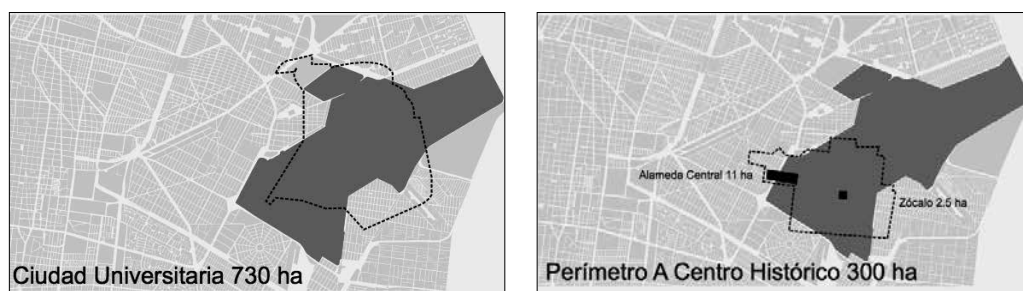 Ciudad Universitaria 730 ha
Alameda Central 11 ha
Zócalo 2.5 ha
Perímetro A Centro Histórico 300 ha